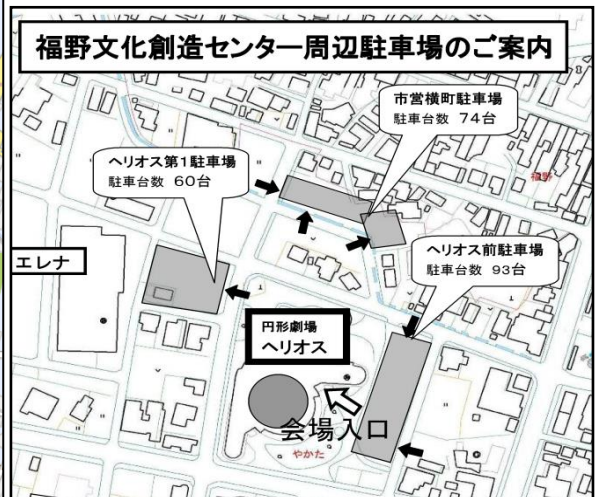 福野文化創造センター周辺駐車場のご案内
市営横町駐車場
駐車台数 74台
ヘリオス第1駐車場
駐車台数 60台
福野
エレナ
ヘリオス前駐車場
駐車台数 93台
円形劇場
ヘリオス
会場入口
やかた